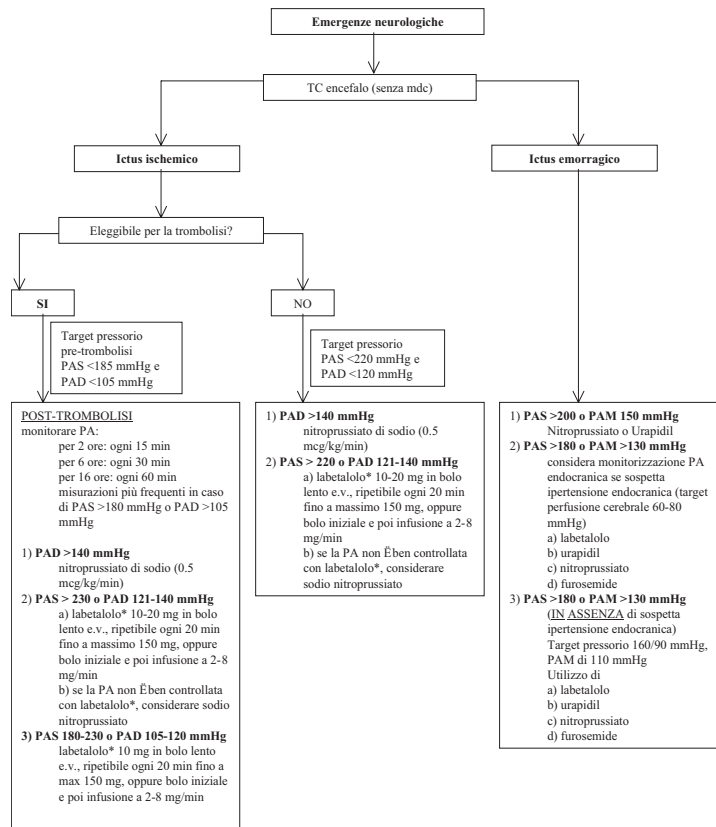 Emergenze neurologiche
TC encefalo (senza mdc)
Ictus ischemico
Ictus emorragico
Eleggibile per la trombolisi?
SI
NO
Target pressorio
pre-trombolisi
PAS <185 mmHg e
PAD <105 mmHg
Target pressorio
PAS <220 mmHg e
PAD <120 mmHg
POST-TROMBOLISI
monitorare PA:
per 2 ore: ogni 15 min
per 6 ore: ogni 30 min
per 16 ore: ogni 60 min
misurazioni più frequenti in caso
di PAS >180 mmHg o PAD >105
mmHg
1) PAD >140 mmHg
nitroprussiato di sodio (0.5
mcg/kg/min)
2) PAS > 230 o PAD 121-140 mmHg
a) labetalolo* 10-20 mg in bolo
lento e.v., ripetibile ogni 20 min
fino a massimo 150 mg, oppure
bolo iniziale e poi infusione a 2-8
mg/min
b) se la PA non Ëben controllata
con labetalolo*, considerare sodio
nitroprussiato
3) PAS 180-230 o PAD 105-120 mmHg
labetalolo* 10 mg in bolo lento
e.v., ripetibile ogni 20 min fino a
max 150 mg, oppure bolo iniziale
e poi infusione a 2-8 mg/min
1) PAD >140 mmHg
nitroprussiato di sodio (0.5
mcg/kg/min)
2) PAS > 220 o PAD 121-140 mmHg
a) labetalolo* 10-20 mg in bolo
lento e.v., ripetibile ogni 20 min
fino a massimo 150 mg, oppure
bolo iniziale e poi infusione a 2-8
mg/min
b) se la PA non Ëben controllata
con labetalolo*, considerare
sodio nitroprussiato
1) PAS >200 o PAM 150 mmHg
Nitroprussiato o Urapidil
2) PAS >180 o PAM >130 mmHg
considera monitorizzazione PA
endocranica se sospetta
ipertensione endocranica (target
perfusione cerebrale 60-80
mmHg)
a) labetalolo
b) urapidil
c) nitroprussiato
d) furosemide
3) PAS >180 o PAM >130 mmHg
(IN ASSENZA di sospetta
ipertensione endocranica)
Target pressorio 160/90 mmHg,
PAM di 110 mmHg
Utilizzo di
a) labetalolo
b) urapidil
c) nitroprussiato
d) furosemide